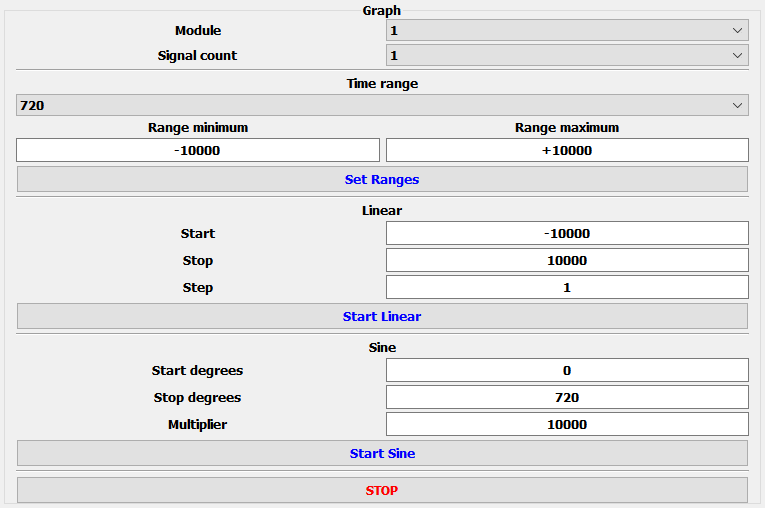 Graph
Module 1
Signal count 1
Time range
720
Range minimum Range maximum
-10000 +10000
Set Ranges
Linear
Start -10000
Stop 10000
Step 1
Start Linear
Sine
Start degrees 0
Stop degrees 720
Multiplier 10000
Start Sine
STOP